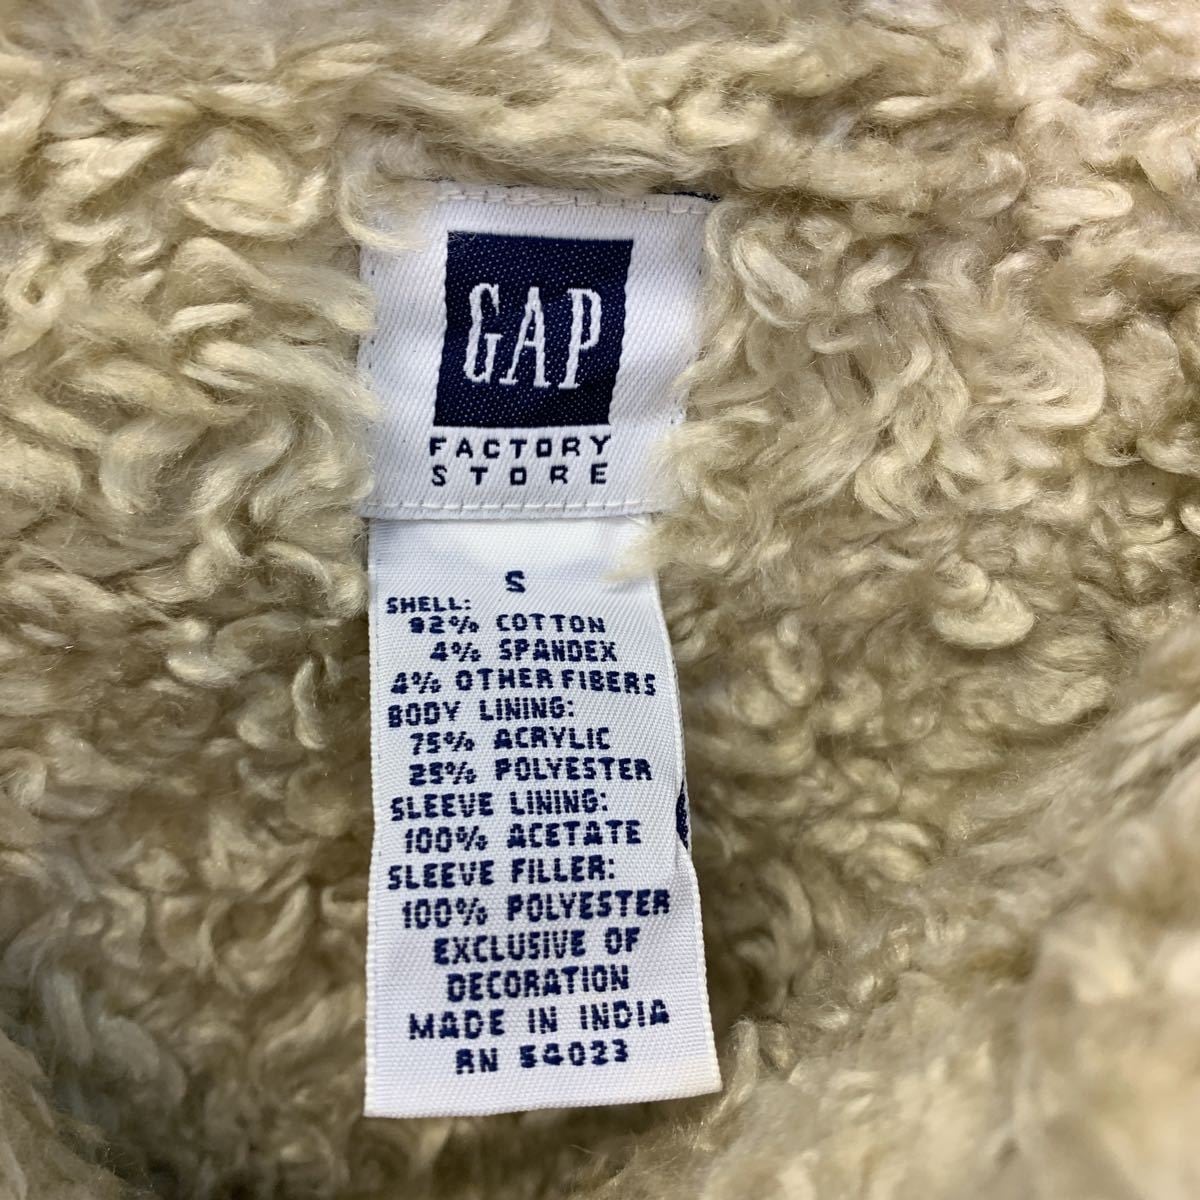 GAP
FACTORY
STORE
S
SHELL:
92% COTTON
4% SPANDEX
4% OTHER FIBERS
BODY LINING:
75% ACRYLIC
25% POLYESTER
SLEEVE LINING:
100% ACETATE
SLEEVE FILLER:
100% POLYESTER
EXCLUSIVE OF
DECORATION
MADE IN INDIA
RN 54023